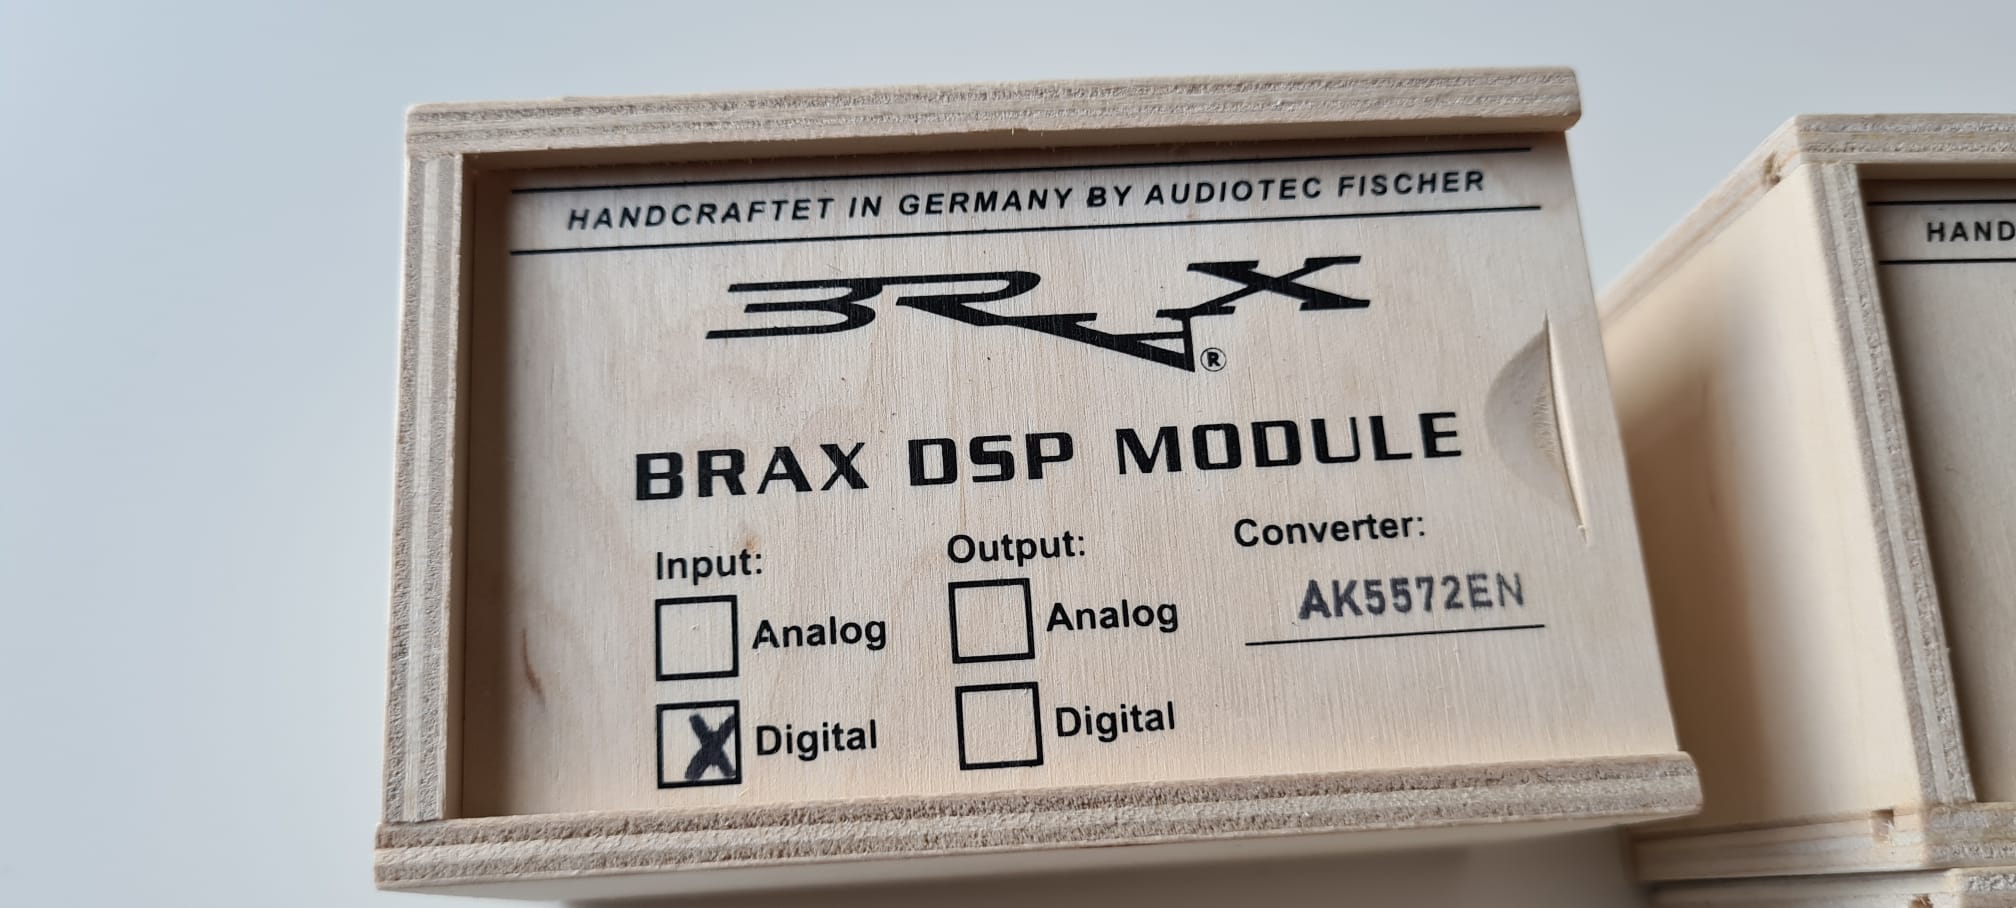 HANDCRAFTET IN GERMANY BY AUDIOTEC FISCHER
BRAX®
BRAX DSP MODULE
Input:
Analog
X Digital
Output:
Analog
Digital
Converter:
AK5572EN
HAND